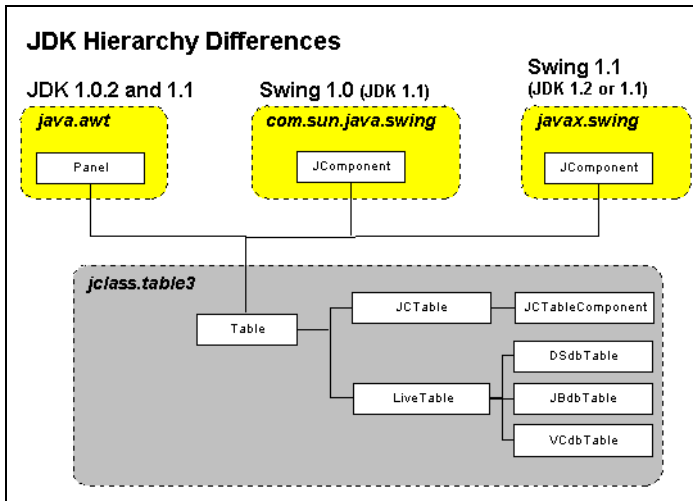 JDK Hierarchy Differences
JDK 1.0.2 and 1.1
Swing 1.0 (JDK 1.1)
Swing 1.1
(JDK 1.2 or 1.1)
java.awt
com.sun.java.swing
javax.swing
Panel
JComponent
JComponent
jclass.table3
Table
JCTable
JCTableComponent
LiveTable
DSdbTable
JBdbTable
VCdbTable